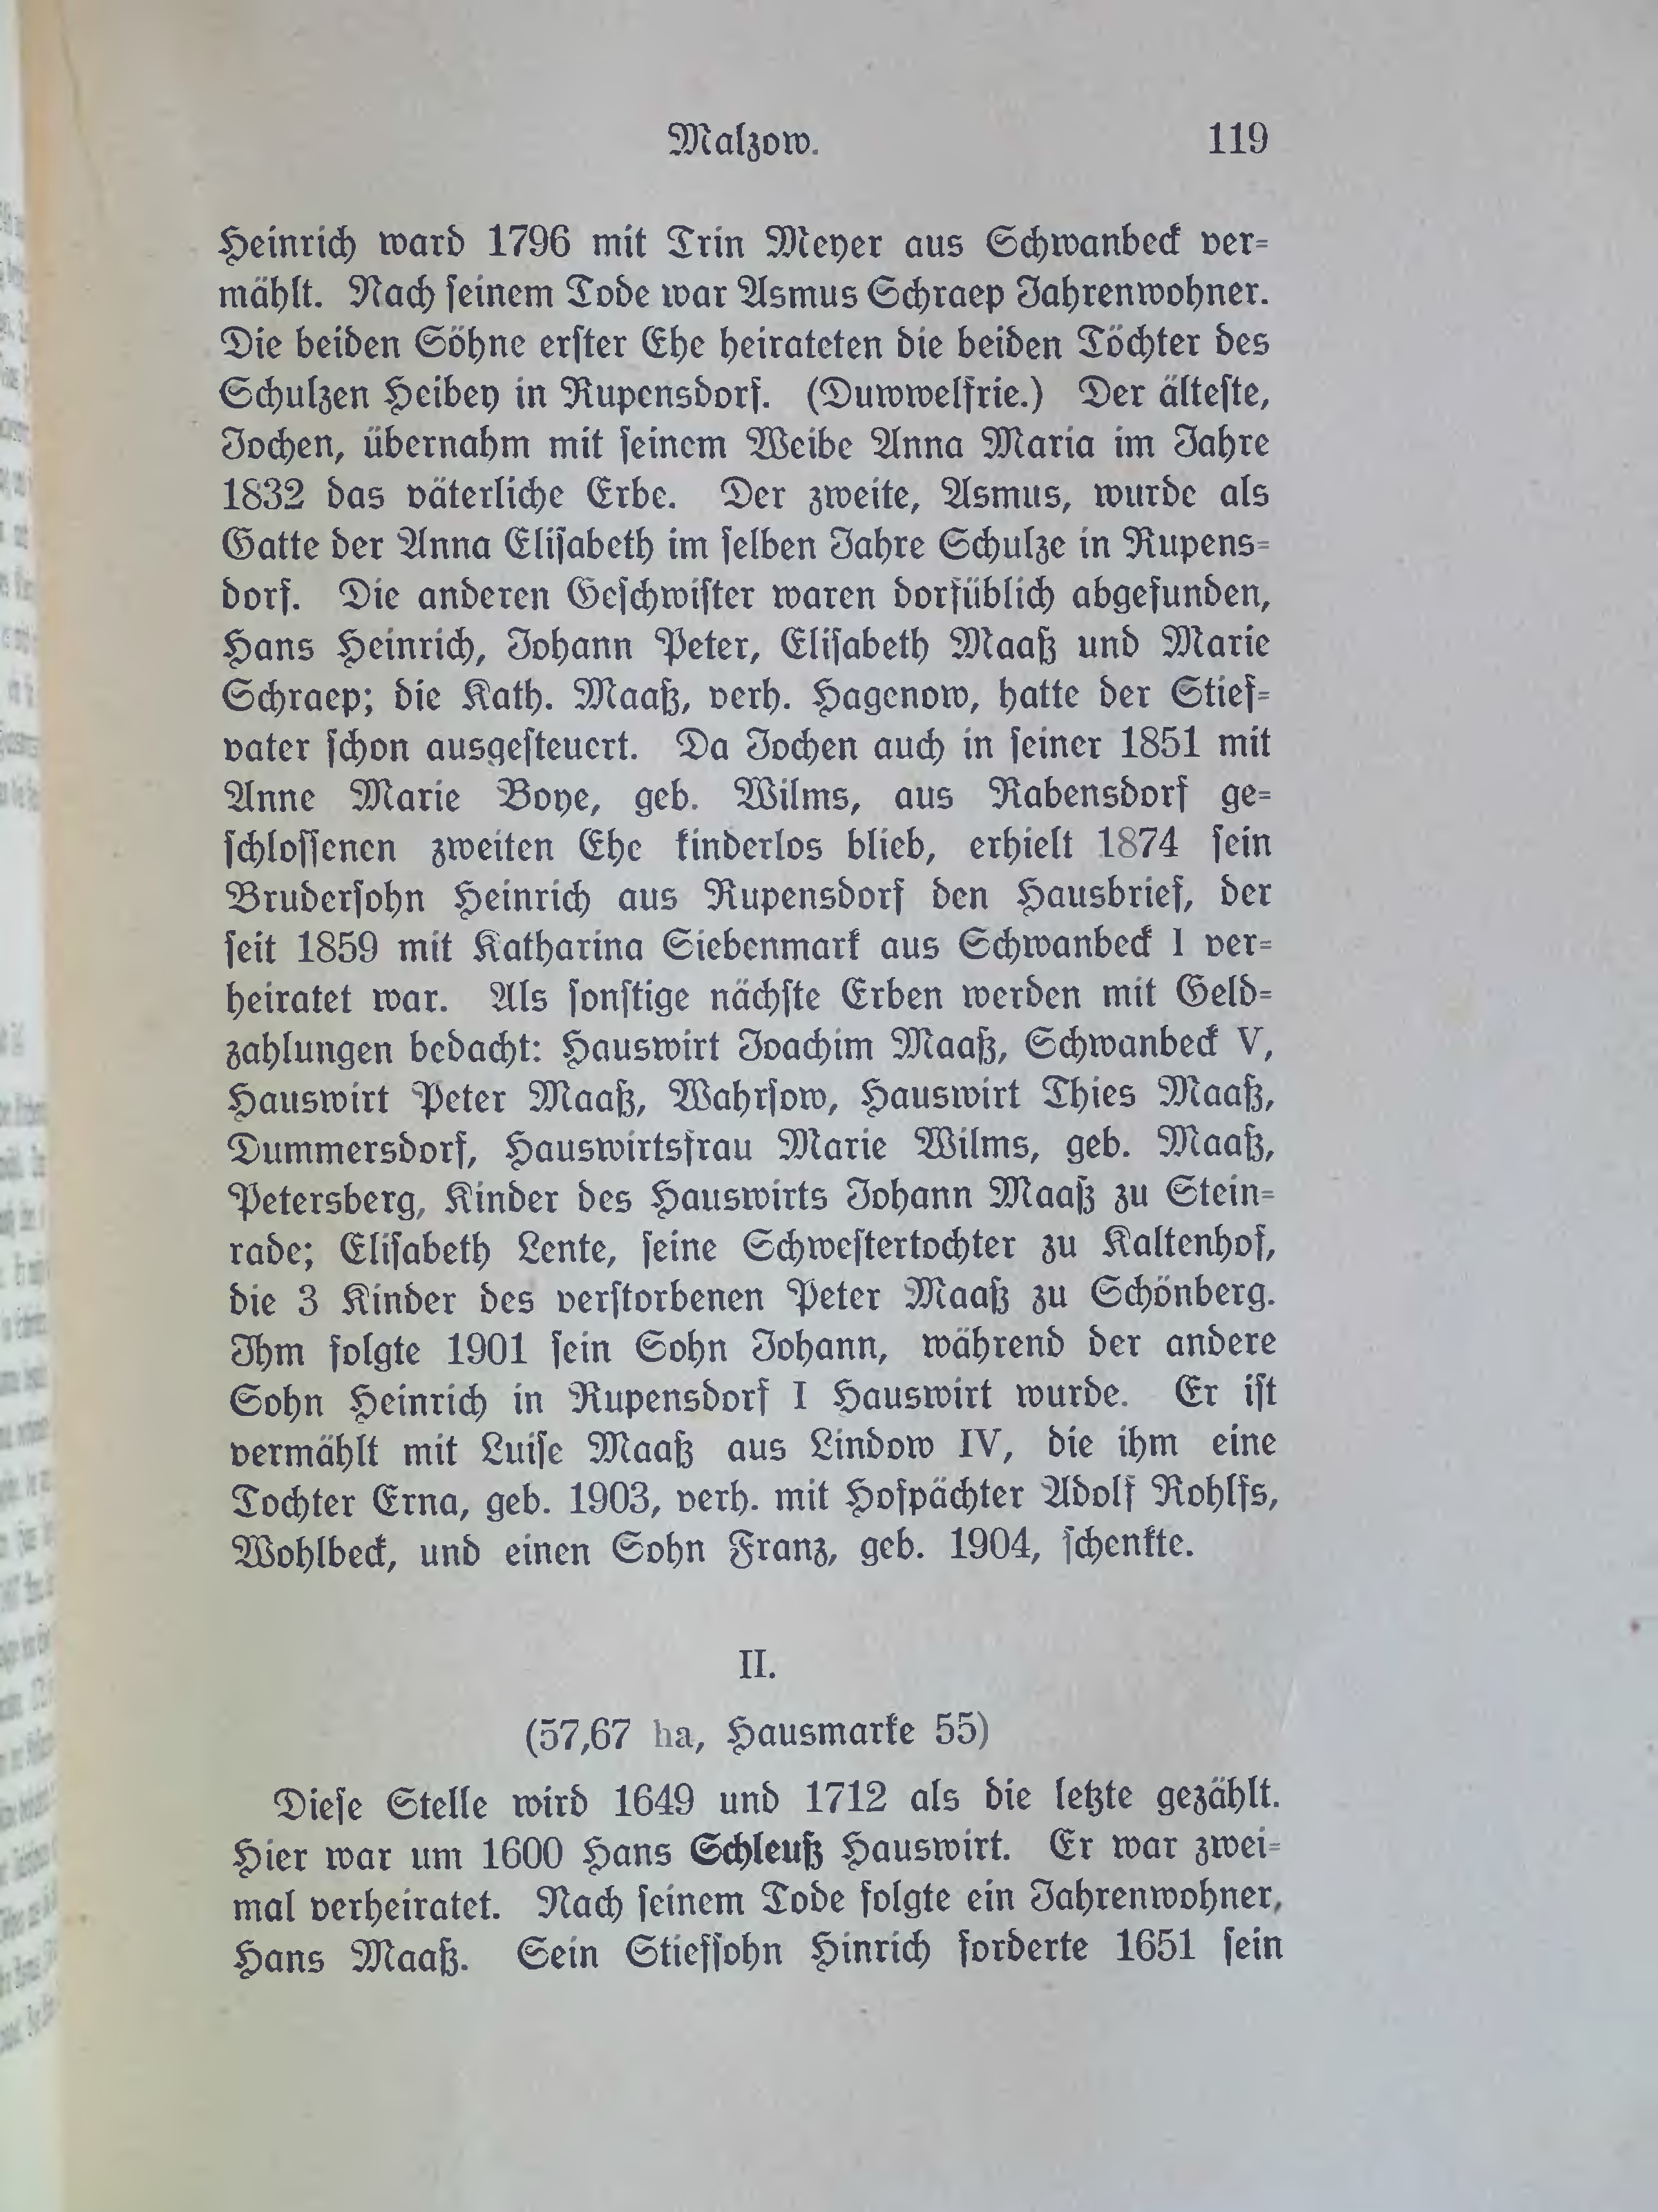 Malzow. 119
Heinrich ward 1796 mit Trin Meyer aus Schwanbeck ver-
mählt. Nach seinem Tode war Asmus Schraep Jahrenwohner.
Die beiden Söhne erster Ehe heirateten die beiden Töchter des
Schulzen Heibey in Rupensdorf. (Duwwelfrie.) Der älteste,
Jochen, übernahm mit seinem Weibe Anna Maria im Jahre
1832 das väterliche Erbe. Der zweite, Asmus, wurde als
Gatte der Anna Elisabeth im selben Jahre Schulze in Rupens-
dorf. Die anderen Geschwister waren dorfüblich abgefunden,
Hans Heinrich, Johann Peter, Elisabeth Maaß und Marie
Schraep; die Kath. Maaß, verh. Hagenow, hatte der Stief-
vater schon ausgesteuert. Da Jochen auch in seiner 1851 mit
Anne Marie Boye, geb. Wilms, aus Rabensdorf ge-
schlossenen zweiten Ehe kinderlos blieb, erhielt 1874 sein
Brudersohn Heinrich aus Rupensdorf den Hausbrief, der
seit 1859 mit Katharina Siebenmark aus Schwanbeck I ver-
heiratet war. Als sonstige nächste Erben werden mit Geld-
zahlungen bedacht: Hauswirt Joachim Maaß, Schwanbeck V,
Hauswirt Peter Maaß, Wahrsow, Hauswirt Thies Maaß,
Dummersdorf, Hauswirtsfrau Marie Wilms, geb. Maaß,
Petersberg, Kinder des Hauswirts Johann Maaß zu Stein-
rade; Elisabeth Lente, seine Schwestertochter zu Kaltenhof,
die 3 Kinder des verstorbenen Peter Maaß zu Schönberg.
Ihm folgte 1901 sein Sohn Johann, während der andere
Sohn Heinrich in Rupensdorf I Hauswirt wurde. Er ist
vermählt mit Luise Maaß aus Lindow IV, die ihm eine
Tochter Erna, geb. 1903, verh. mit Hofpächter Adolf Rohlfs,
Wohlbeck, und einen Sohn Franz, geb. 1904, schenkte.
II.
(57,67 ha, Hausmarke 55)
Diese Stelle wird 1649 und 1712 als die letzte gezählt.
Hier war um 1600 Hans Schleuß Hauswirt. Er war zwei-
mal verheiratet. Nach seinem Tode folgte ein Jahrenwohner,
Hans Maaß. Sein Stiefsohn Hinrich forderte 1651 sein